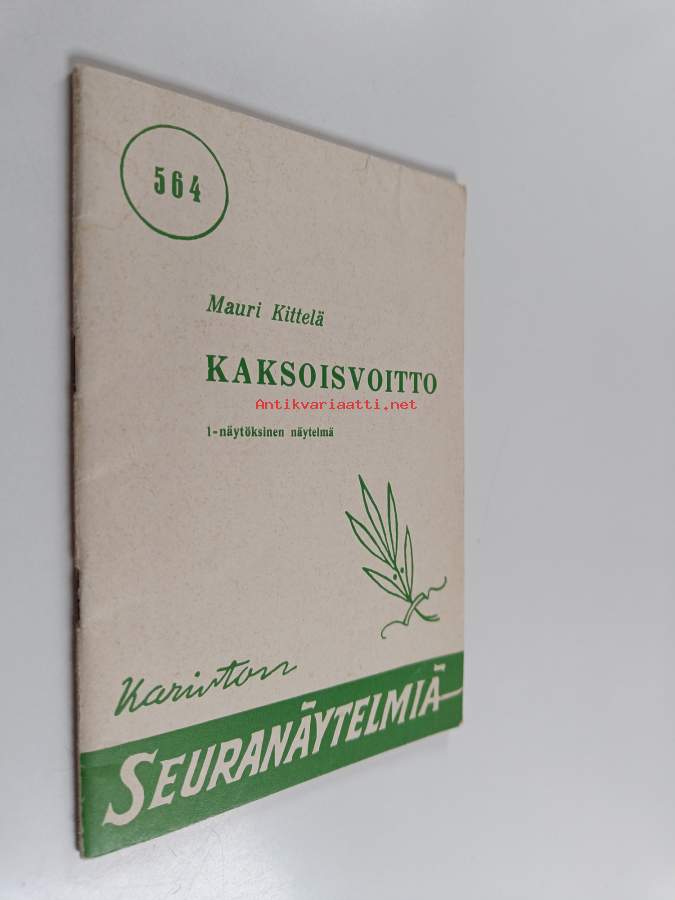 564
Mauri Kittelä
KAKSOISVOITTO
Antikvariaatti.net
1-näytöksinen näytelmä
Kariston
SEURANÄYTELMIÄ